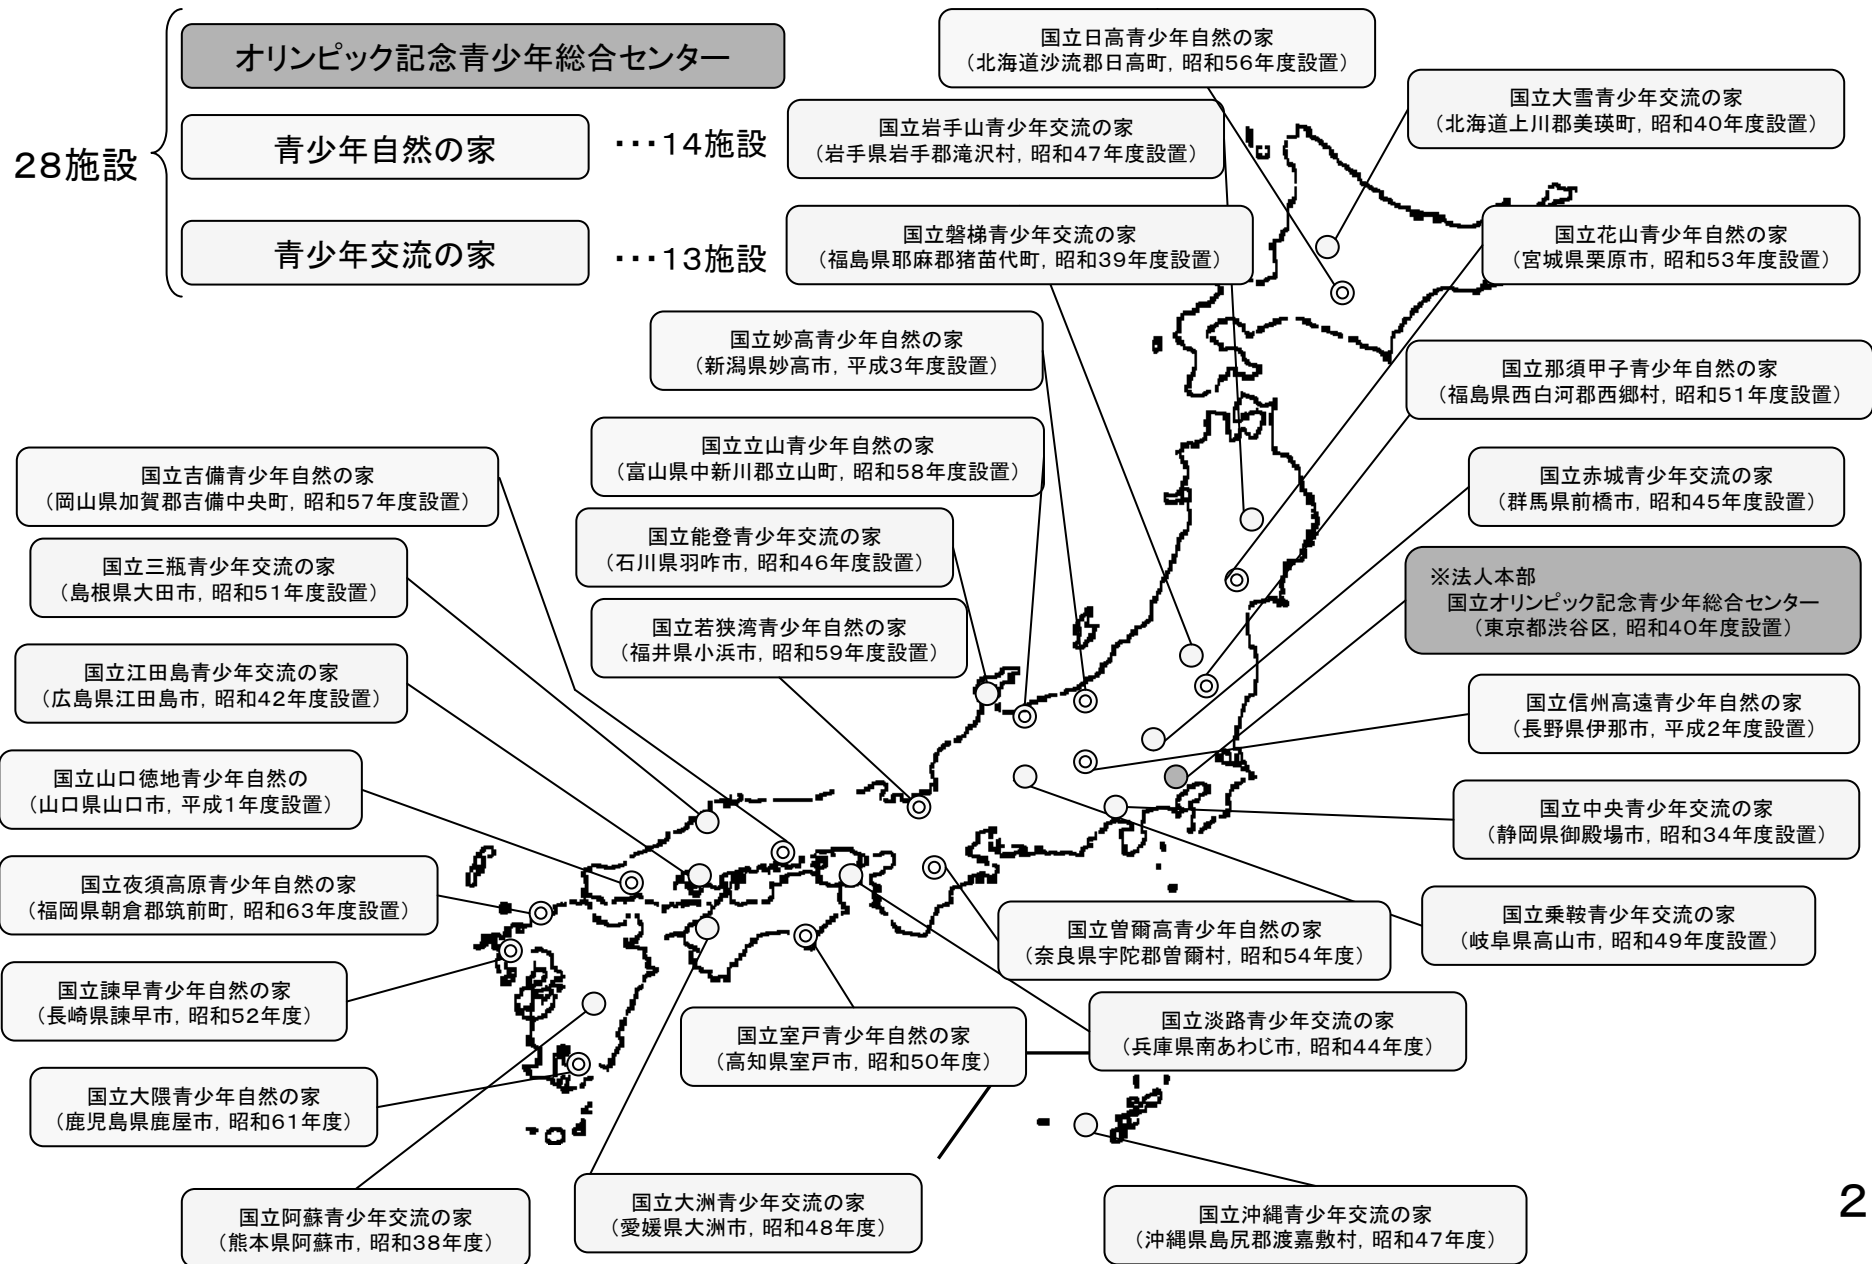 28施設
オリンピック記念青少年総合センター
青少年自然の家
・・・14施設
青少年交流の家
・・・13施設
国立日高青少年自然の家
（北海道沙流郡日高町，昭和56年度設置）
国立大雪青少年交流の家
（北海道上川郡美瑛町，昭和40年度設置）
国立岩手山青少年交流の家
（岩手県岩手郡滝沢村，昭和47年度設置）
国立磐梯青少年交流の家
（福島県耶麻郡猪苗代町，昭和39年度設置）
国立花山青少年自然の家
（宮城県栗原市，昭和53年度設置）
国立妙高青少年自然の家
（新潟県妙高市，平成3年度設置）
国立那須甲子青少年自然の家
（福島県西白河郡西郷村，昭和51年度設置）
国立立山青少年自然の家
（富山県中新川郡立山町，昭和58年度設置）
国立吉備青少年自然の家
（岡山県加賀郡吉備中央町，昭和57年度設置）
国立赤城青少年交流の家
（群馬県前橋市，昭和45年度設置）
国立能登青少年交流の家
（石川県羽咋市，昭和46年度設置）
国立三瓶青少年交流の家
（島根県大田市，昭和51年度設置）
※法人本部
国立オリンピック記念青少年総合センター
（東京都渋谷区，昭和40年度設置）
国立若狭湾青少年自然の家
（福井県小浜市，昭和59年度設置）
国立江田島青少年交流の家
（広島県江田島市，昭和42年度設置）
国立信州高遠青少年自然の家
（長野県伊那市，平成2年度設置）
国立山口徳地青少年自然の
（山口県山口市，平成1年度設置）
国立中央青少年交流の家
（静岡県御殿場市，昭和34年度設置）
国立夜須高原青少年自然の家
（福岡県朝倉郡筑前町，昭和63年度設置）
国立曽爾高青少年自然の家
（奈良県宇陀郡曽爾村，昭和54年度）
国立乗鞍青少年交流の家
（岐阜県高山市，昭和49年度設置）
国立諫早青少年自然の家
（長崎県諫早市，昭和52年度）
国立室戸青少年自然の家
（高知県室戸市，昭和50年度）
国立淡路青少年交流の家
（兵庫県南あわじ市，昭和44年度）
国立大隈青少年自然の家
（鹿児島県鹿屋市，昭和61年度）
国立阿蘇青少年交流の家
（熊本県阿蘇市，昭和38年度）
国立大洲青少年交流の家
（愛媛県大洲市，昭和48年度）
国立沖縄青少年交流の家
（沖縄県島尻郡渡嘉敷村，昭和47年度）
2